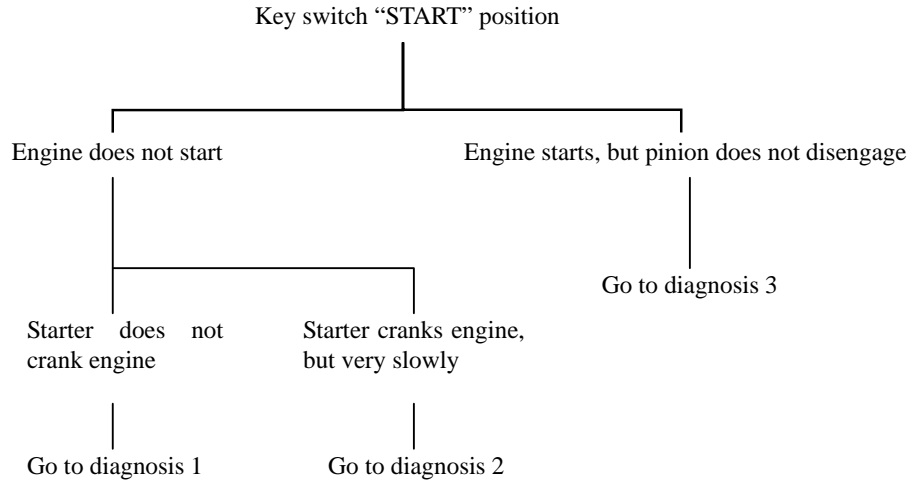 Key switch “START” position
Engine does not start
Engine starts, but pinion does not disengage
Go to diagnosis 3
Starter does not
crank engine
Starter cranks engine,
but very slowly
Go to diagnosis 1
Go to diagnosis 2